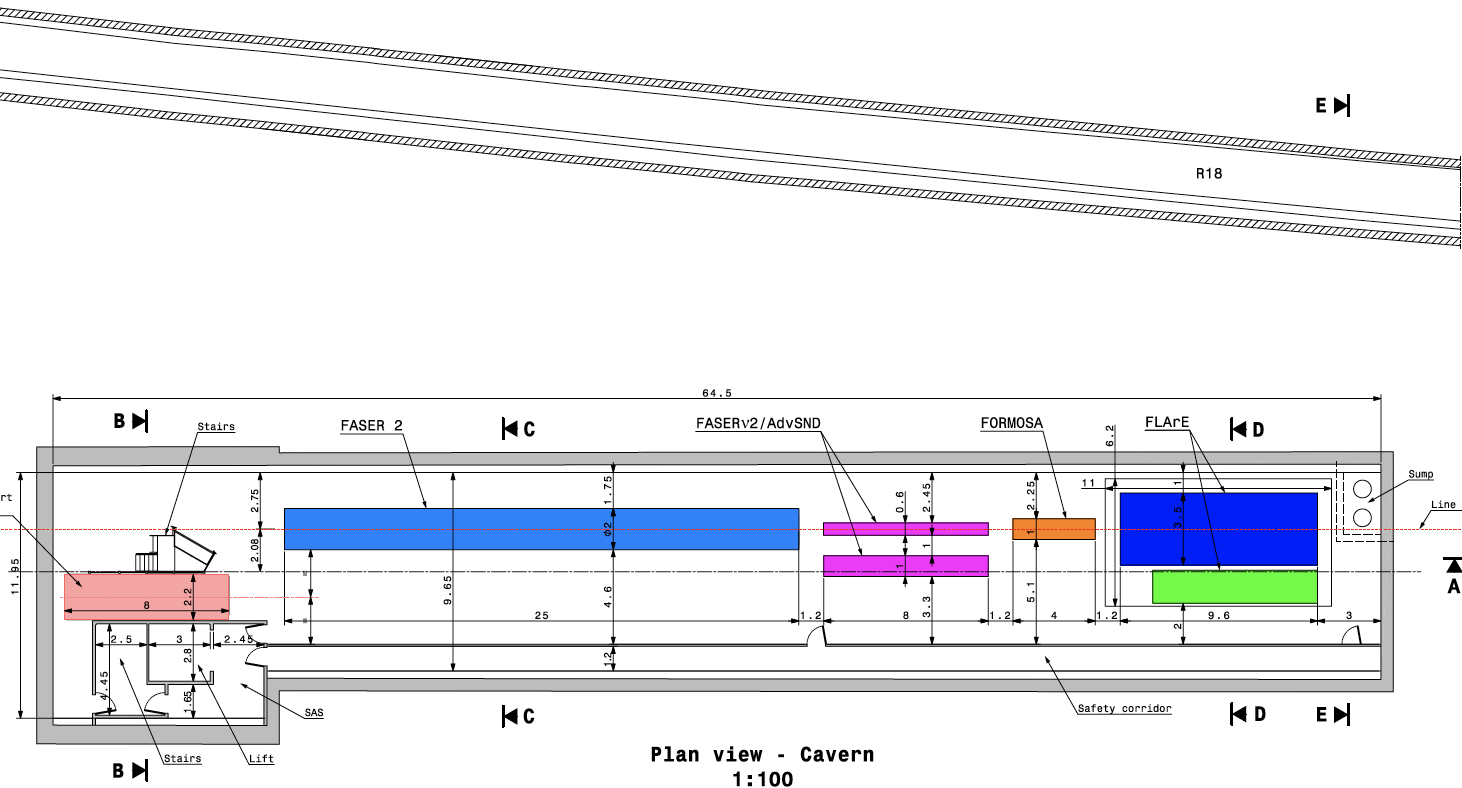 E
R18
64.5
B
Stairs
FASER 2
C
FASERν2/AdvSND
FORMOSA
FLArE
D
6.2
rt
2.75
1.75
0.6
2.45
2.25
11
1
3.5
Sump
Line
Φ2
2.08
1
1
11.95
9.65
=
2.2
8
4.6
1
3.3
5.1
A
=
25
1.2
8
1.2
4
1.2
9.6
3
2
2.5
3
2.45
2.8
1.2
4.45
1.65
SAS
C
Safety corridor
D
E
Stairs
Lift
B
Plan view - Cavern
1:100